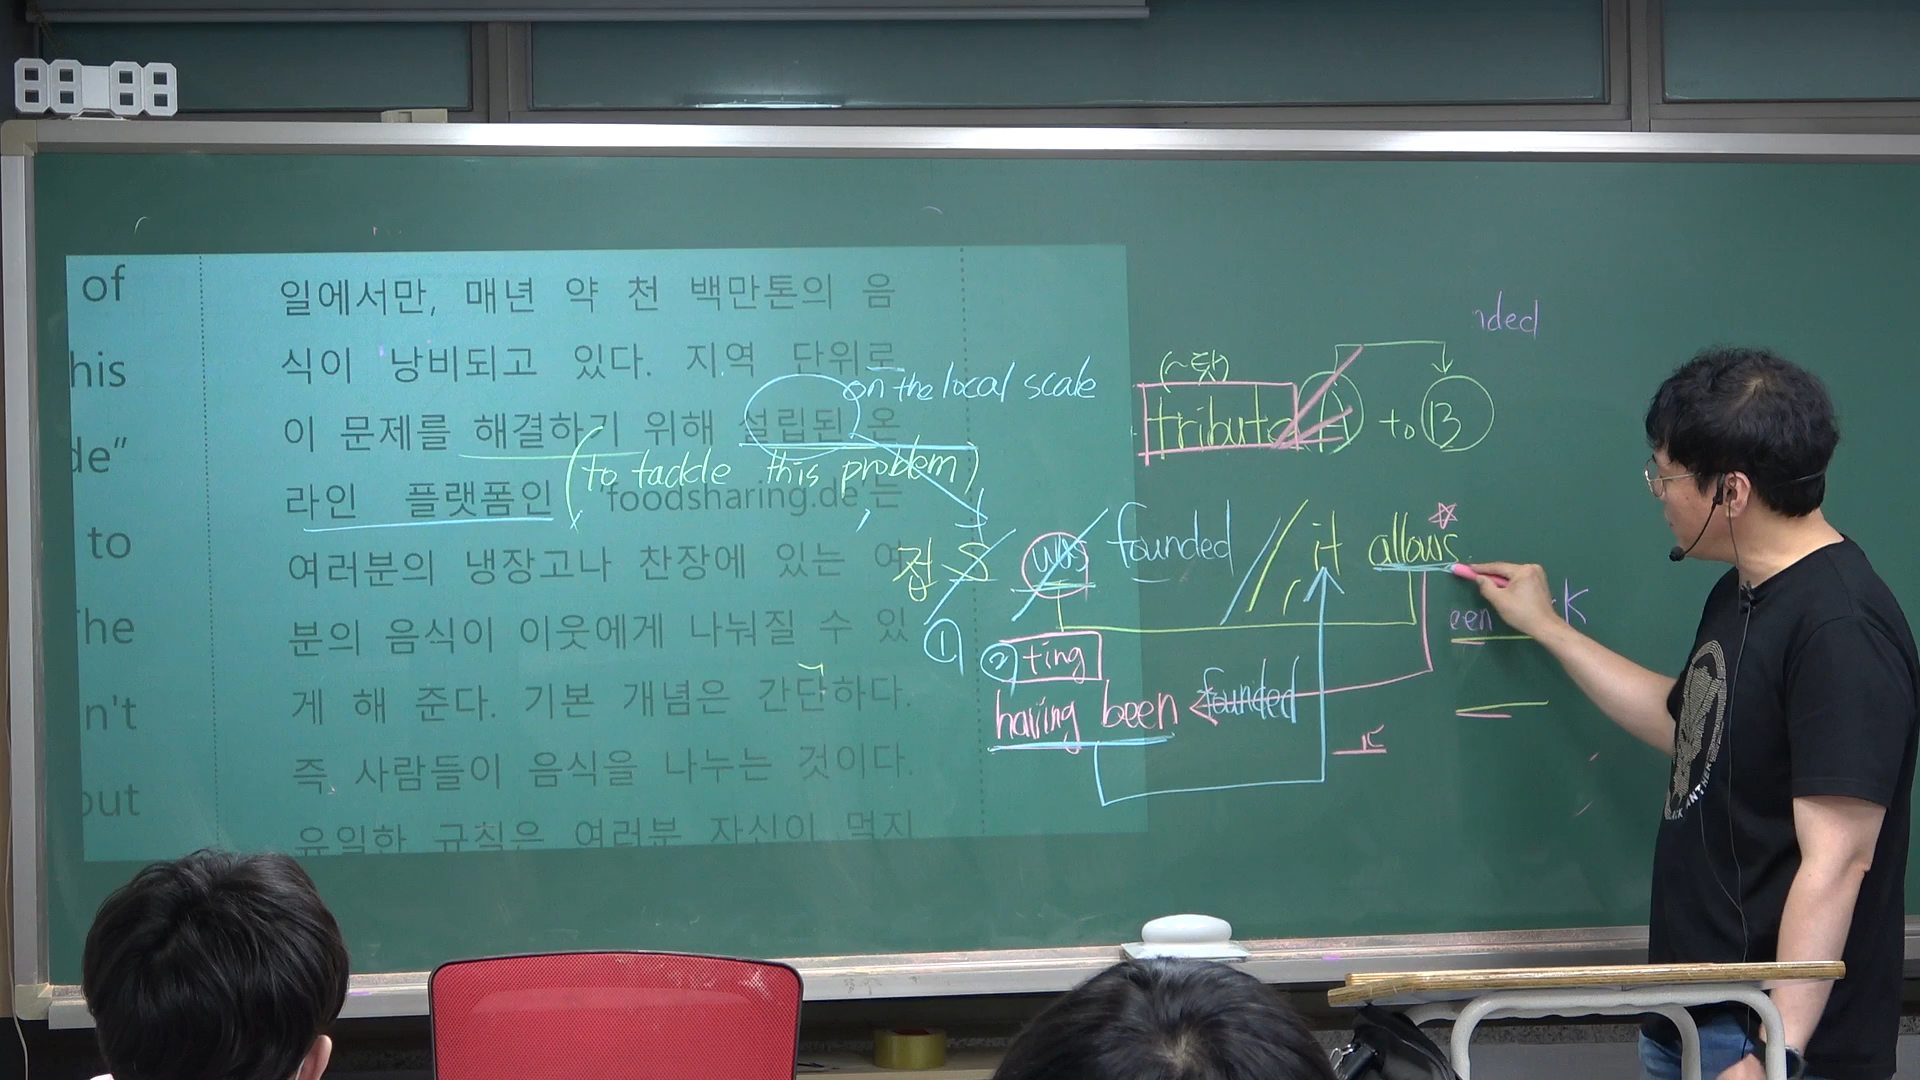 of
his
de"
to
he
n't
out
일에서만, 매년 약 천 백만톤의 음
식이 낭비되고 있다. 지역 단위로
이 문제를 해결하기 위해 설립된 온
라인 플랫폼인 foodsharing.de'는
여러분의 냉장고나 찬장에 있는 여
분의 음식이 이웃에게 나눠질 수 있
게 해 준다. 기본 개념은 간단하다.
즉 사람들이 음식을 나누는 것이다.
유일한 규칙은 여러분 자신이 먹지
on the local scale
(to tackle this problem)
nded
(~탓)
tribute A to B
접 S was founded // it allows
① ② ting
having been founded
een K